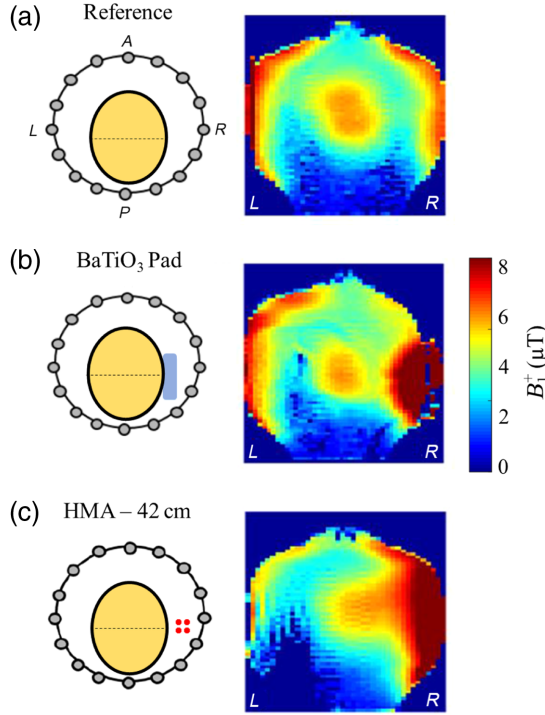 (a) Reference
A
L R
P
L R
(b) BaTiO₃ Pad
L R
8
6
4
2
0
B₁⁺ (μT)
(c) HMA – 42 cm
L R